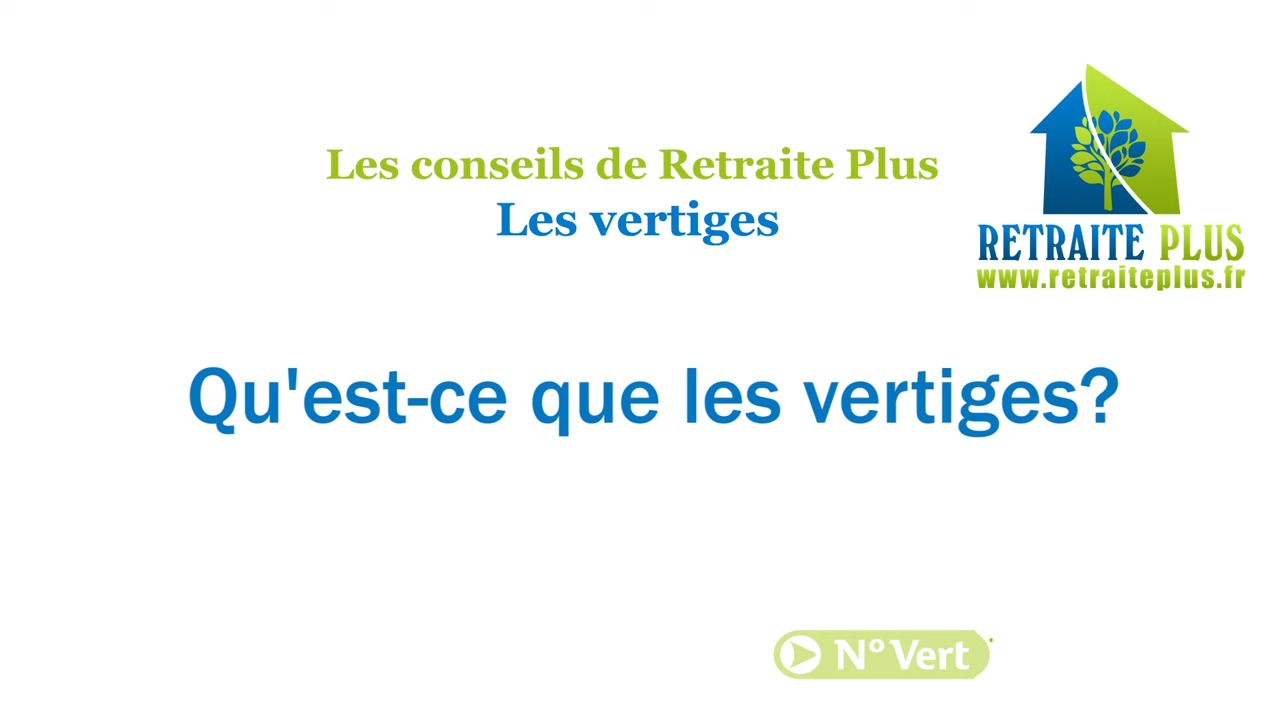 Les conseils de Retraite Plus
Les vertiges
RETRAITE PLUS
www.retraiteplus.fr
Qu'est-ce que les vertiges?
N° Vert